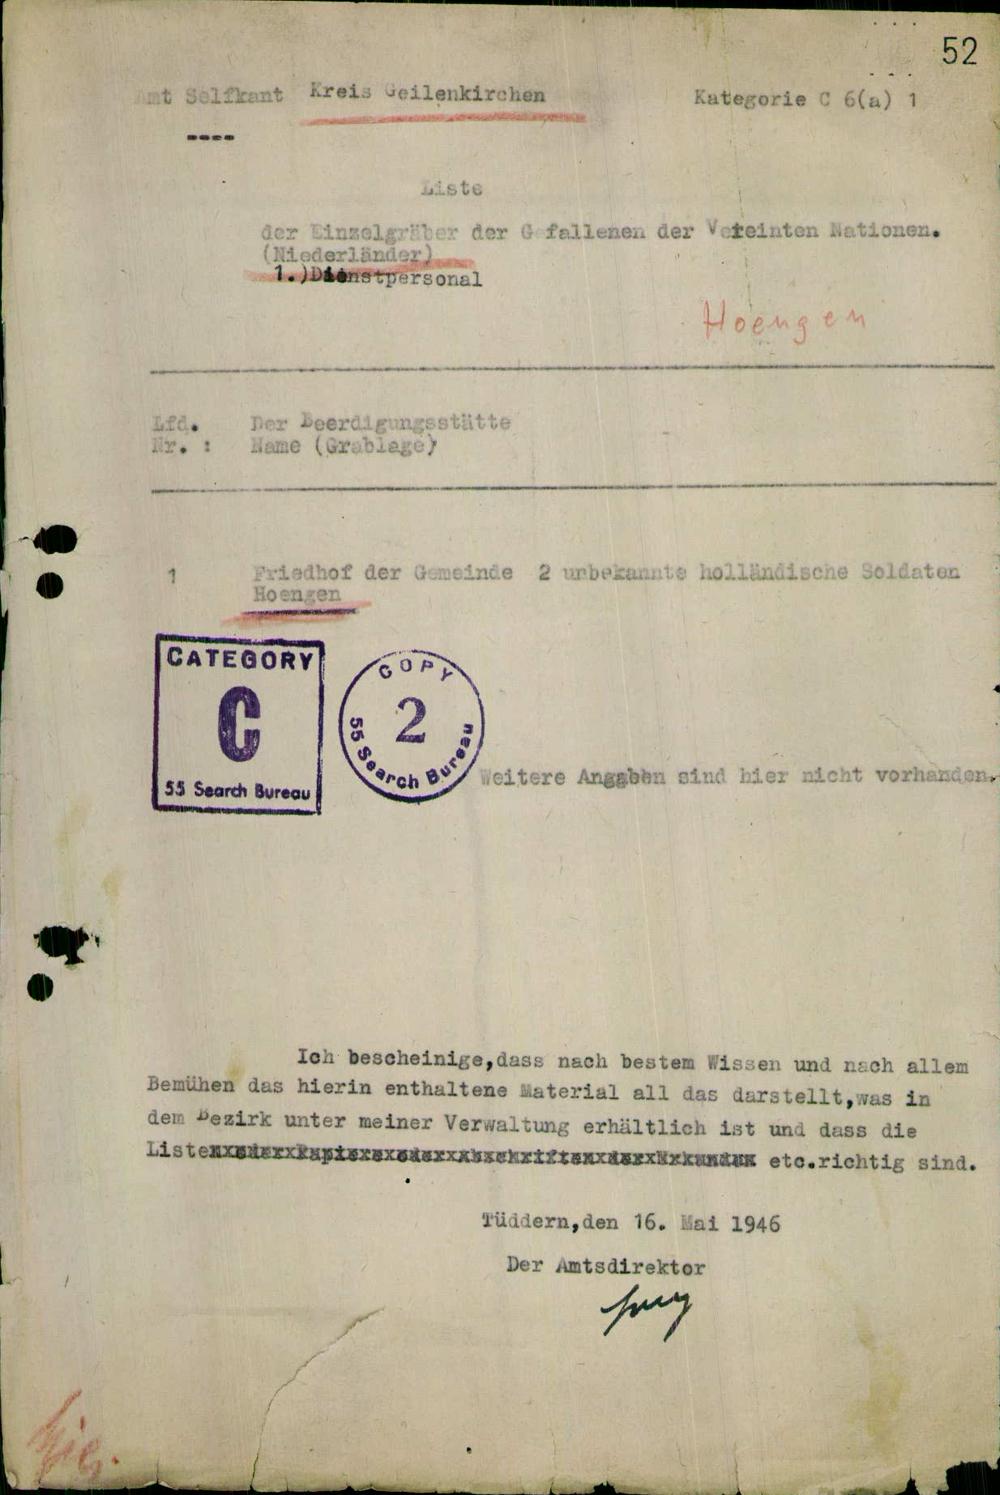 52
Amt Selfkant Kreis Geilenkirchen
Kategorie C 6(a) 1
----
Liste
der Einzelgräber der Gefallenen der Vereinten Nationen.
(Niederländer)
1.)Dienstpersonal
Hoengen
Lfd. Der Beerdigungsstätte
Nr. : Name (Grablage)
1 Friedhof der Gemeinde 2 unbekannte holländische Soldaten
Hoengen
CATEGORY
C
55 Search Bureau
COPY
2
55 Search Bureau
Weitere Angaben sind hier nicht vorhanden.
Ich bescheinige,dass nach bestem Wissen und nach allem
Bemühen das hierin enthaltene Material all das darstellt,was in
dem Bezirk unter meiner Verwaltung erhältlich ist und dass die
Listen etc.richtig sind.
Tüddern,den 16. Mai 1946
Der Amtsdirektor